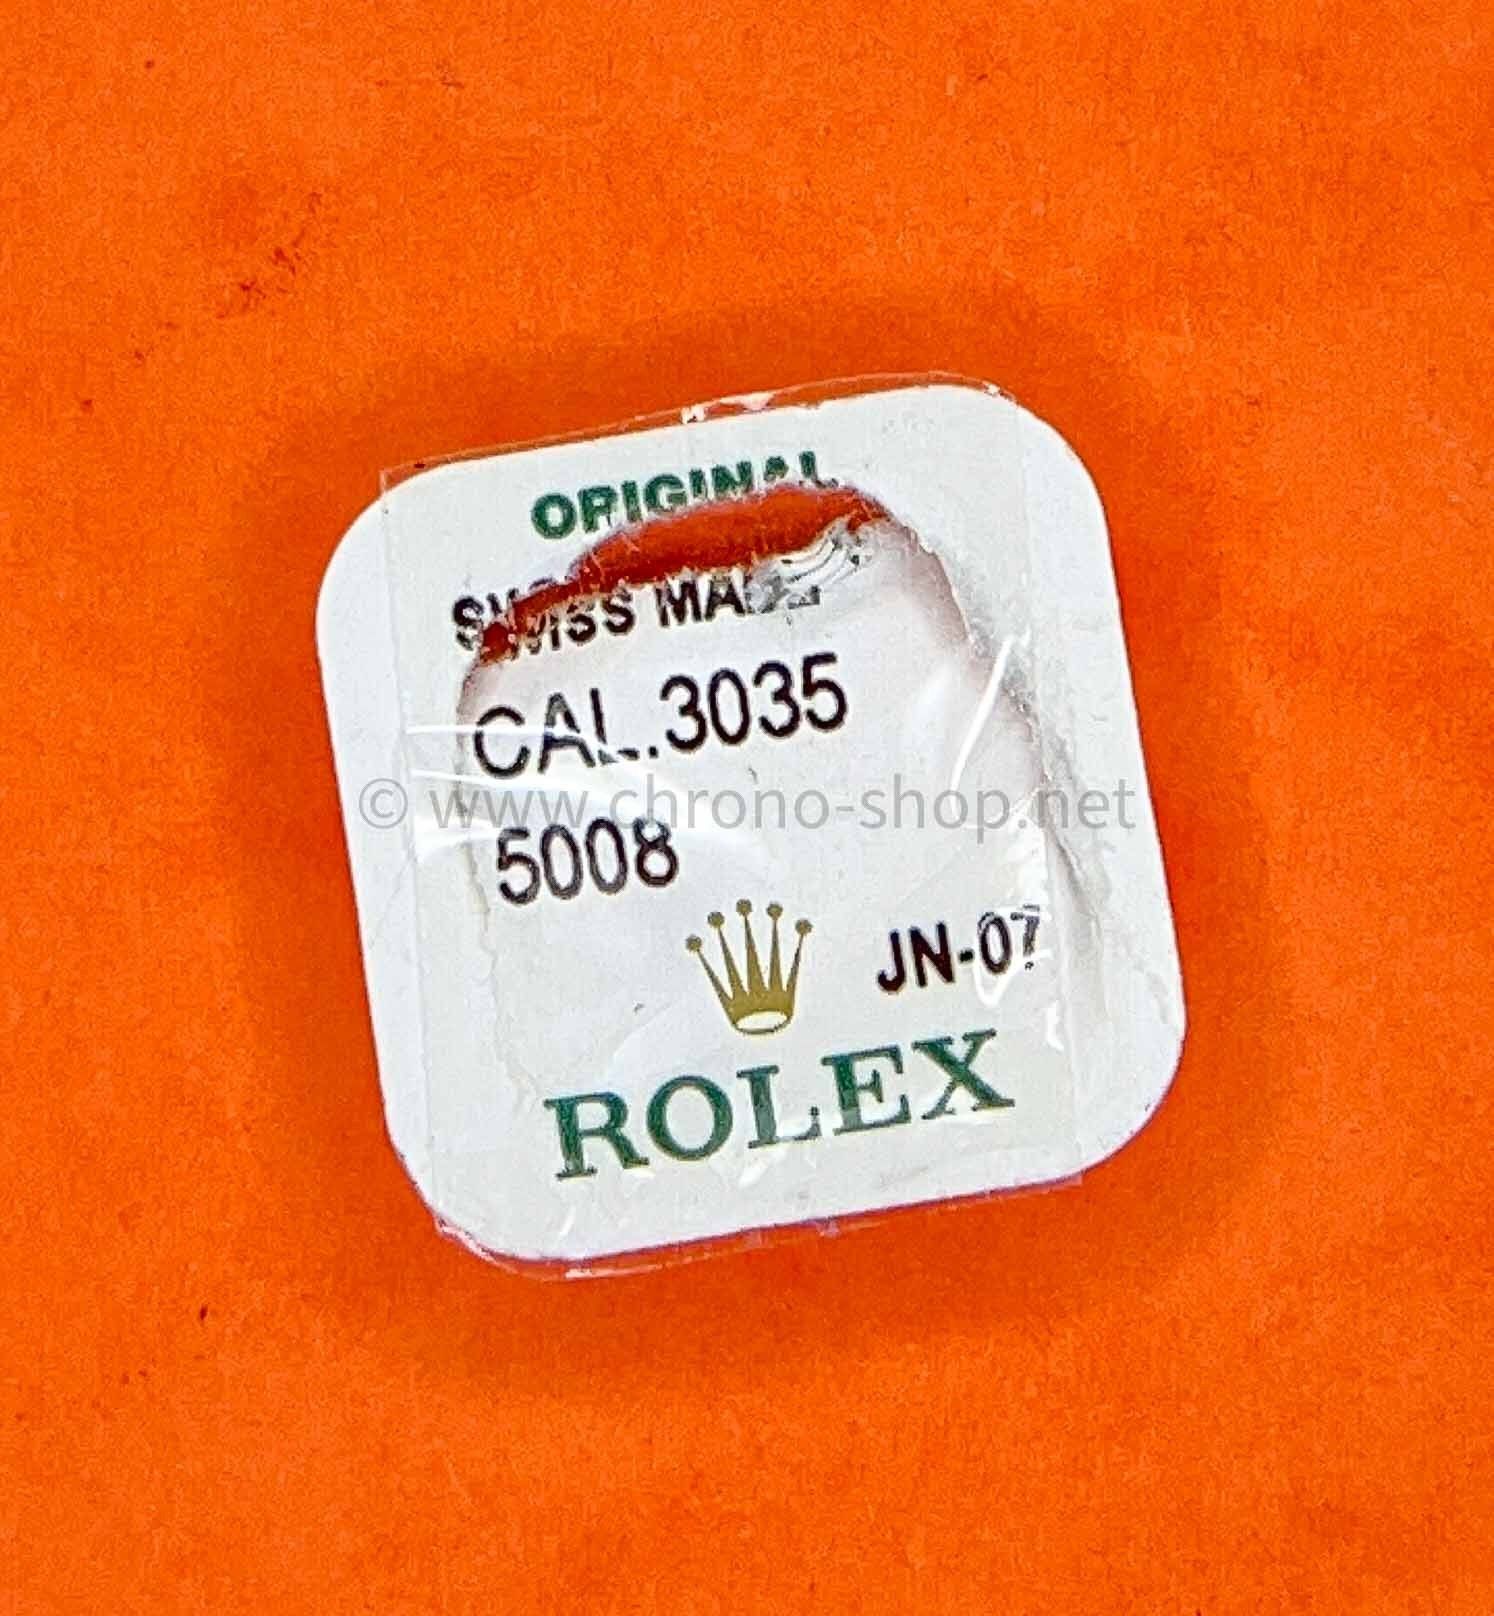 ORIGINAL
SWISS MADE
CAL.3035
© www.chrono-shop.net
5008
JN-07
ROLEX